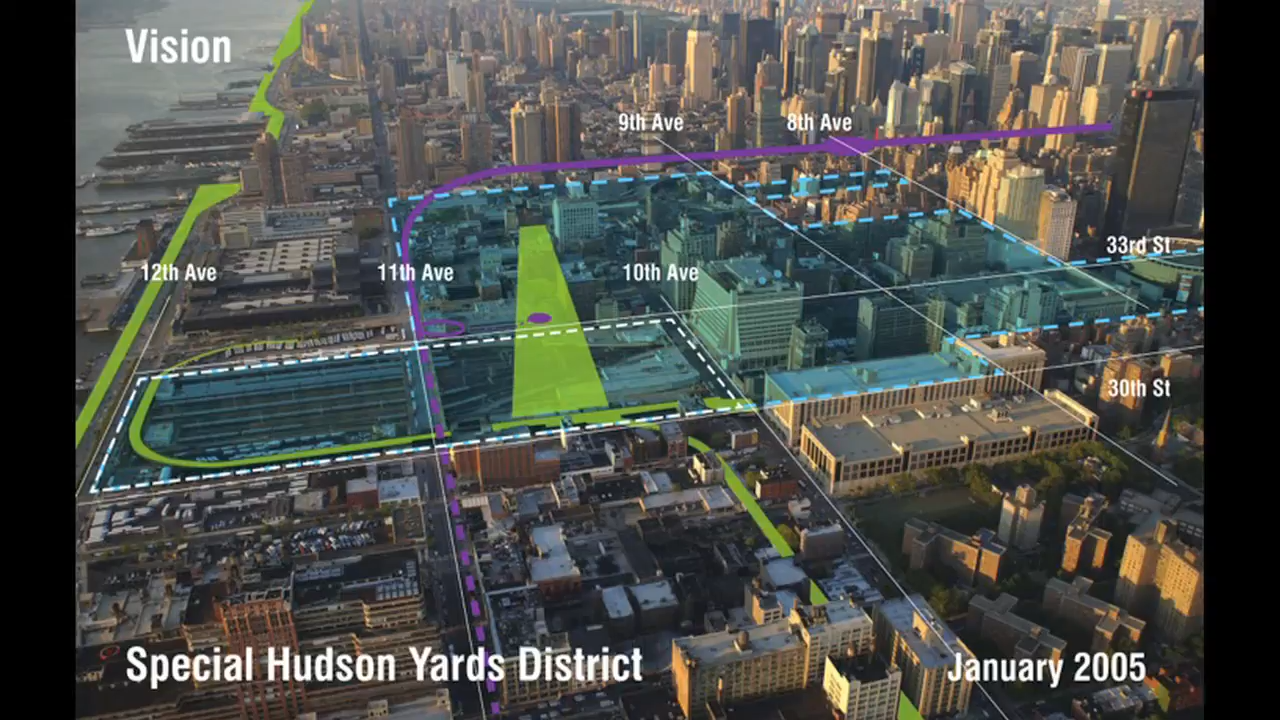 Vision
9th Ave
8th Ave
33rd St
12th Ave
11th Ave
10th Ave
30th St
Special Hudson Yards District
January 2005